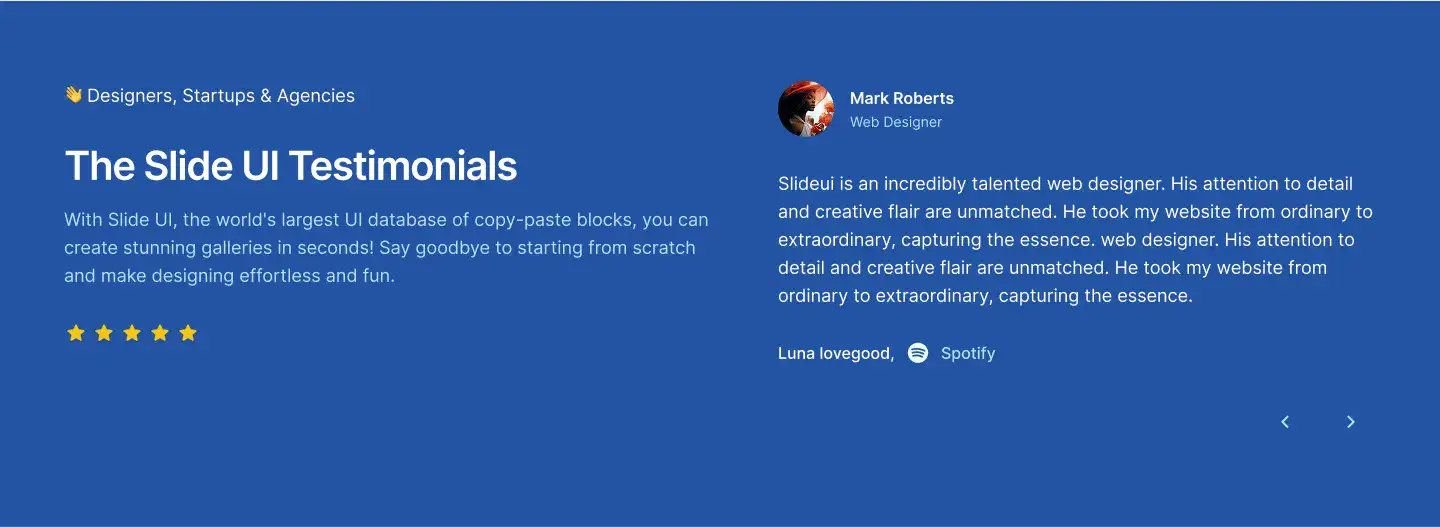 👋 Designers, Startups & Agencies
The Slide UI Testimonials
With Slide UI, the world's largest UI database of copy-paste blocks, you can
create stunning galleries in seconds! Say goodbye to starting from scratch
and make designing effortless and fun.
Mark Roberts
Web Designer
Slideui is an incredibly talented web designer. His attention to detail
and creative flair are unmatched. He took my website from ordinary to
extraordinary, capturing the essence. web designer. His attention to
detail and creative flair are unmatched. He took my website from
ordinary to extraordinary, capturing the essence.
Luna lovegood, Spotify